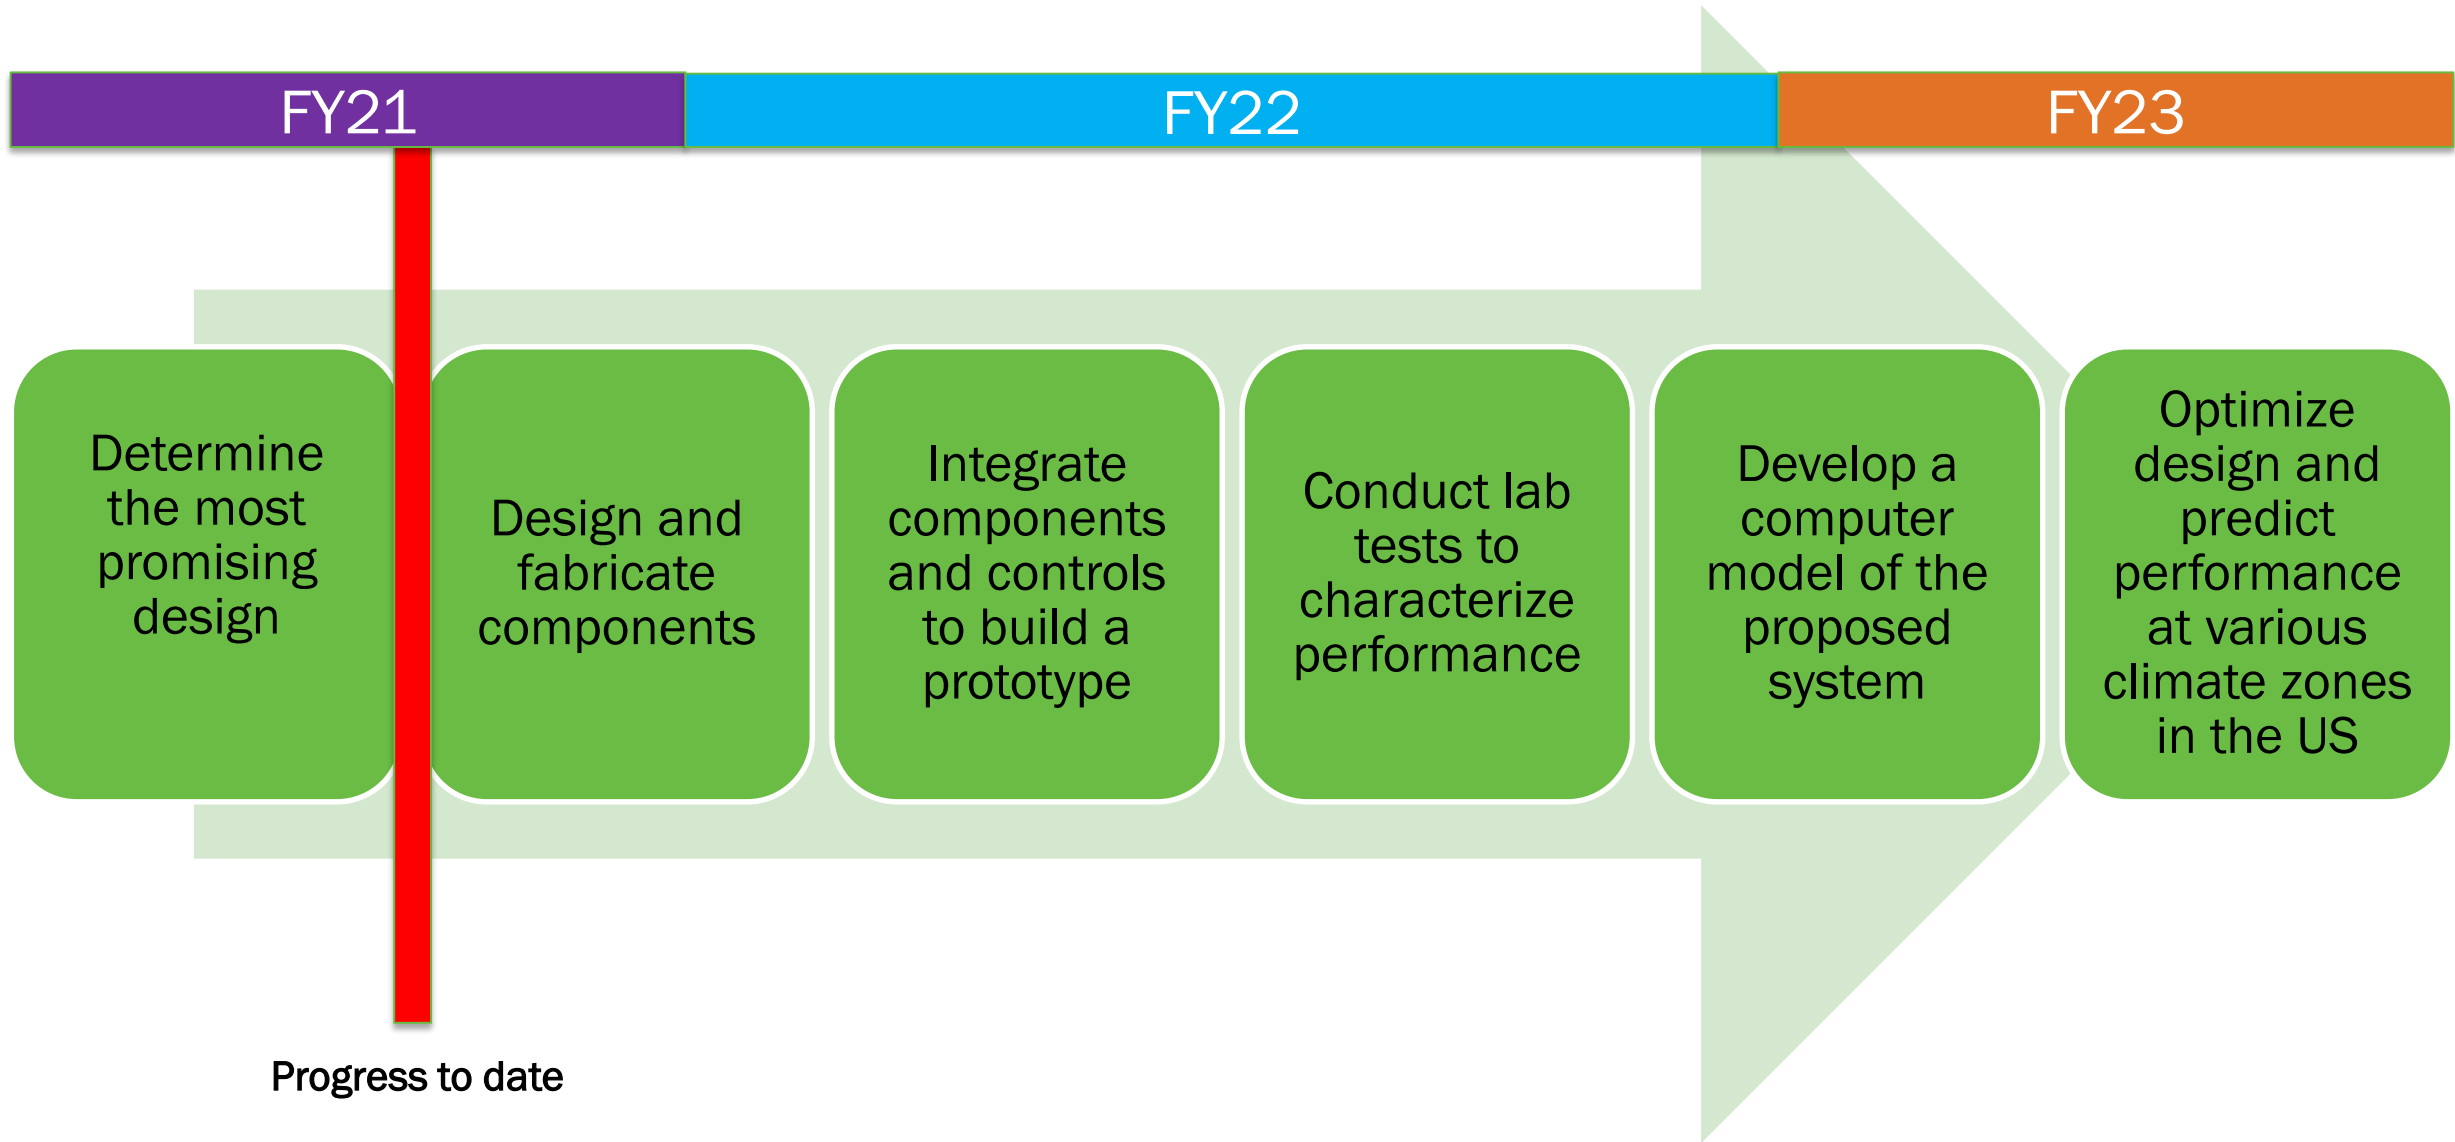 FY21
FY22
FY23
Determine
the most
promising
design
Design and
fabricate
components
Integrate
components
and controls
to build a
prototype
Conduct lab
tests to
characterize
performance
Develop a
computer
model of the
proposed
system
Optimize
design and
predict
performance
at various
climate zones
in the US
Progress to date